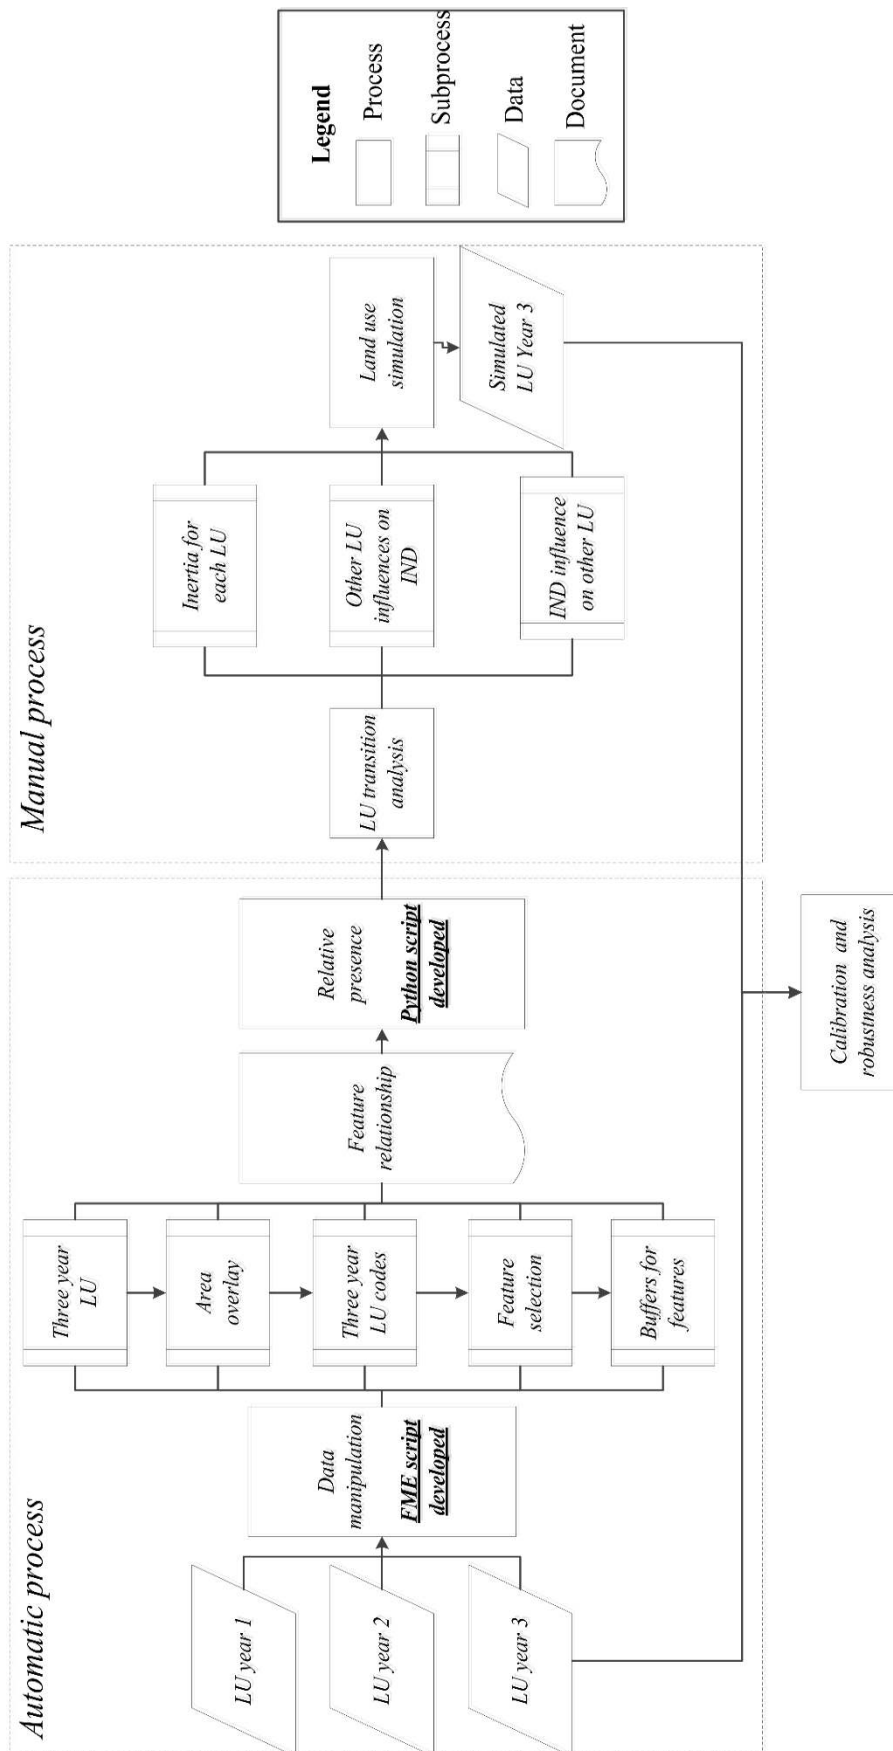 Automatic process
LU year 1
LU year 2
LU year 3
Data
manipulation
FME script
developed
Three year
LU
Area
overlay
Three year
LU codes
Feature
selection
Buffers for
features
Feature
relationship
Relative
presence
Python script
developed
Manual process
LU transition
analysis
Inertia for
each LU
Other LU
influences on
IND
IND influence
on other LU
Land use
simulation
Simulated
LU Year 3
Calibration and
robustness analysis
Legend
Process
Subprocess
Data
Document